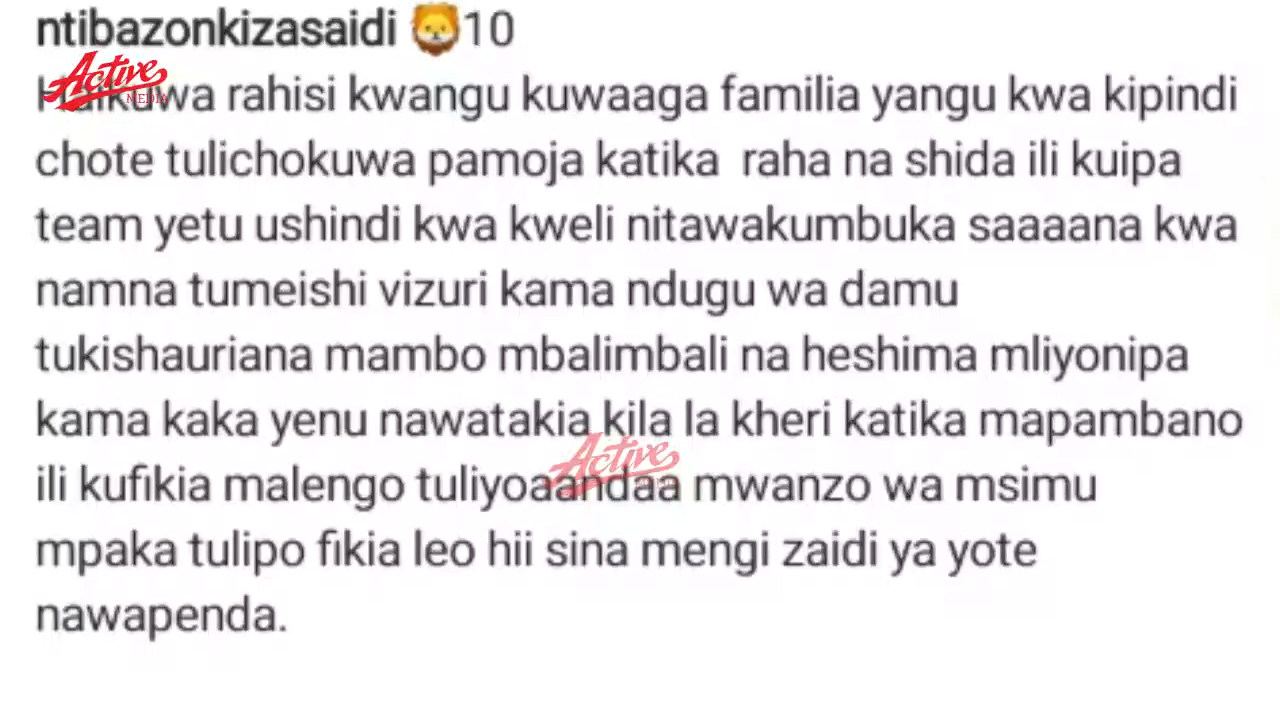 ntibazonkizasaidi 🦁10
Haikuwa rahisi kwangu kuwaaga familia yangu kwa kipindi
chote tulichokuwa pamoja katika raha na shida ili kuipa
team yetu ushindi kwa kweli nitawakumbuka saaaana kwa
namna tumeishi vizuri kama ndugu wa damu
tukishauriana mambo mbalimbali na heshima mliyonipa
kama kaka yenu nawatakia kila la kheri katika mapambano
ili kufikia malengo tuliyoaandaa mwanzo wa msimu
mpaka tulipo fikia leo hii sina mengi zaidi ya yote
nawapenda.
Active
MEDIA
Active
MEDIA